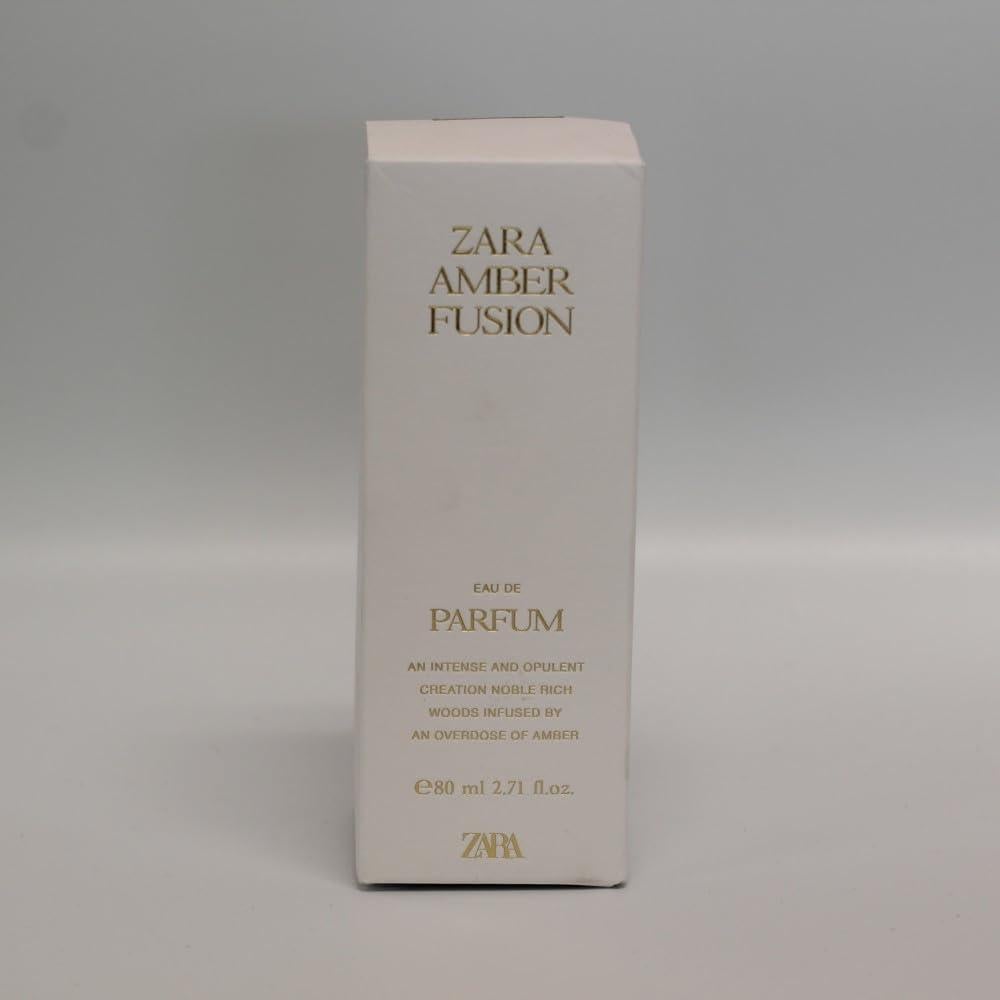 ZARA
AMBER
FUSION
EAU DE
PARFUM
AN INTENSE AND OPULENT
CREATION NOBLE RICH
WOODS INFUSED BY
AN OVERDOSE OF AMBER
℮80 ml 2.71 fl.oz.
ZARA